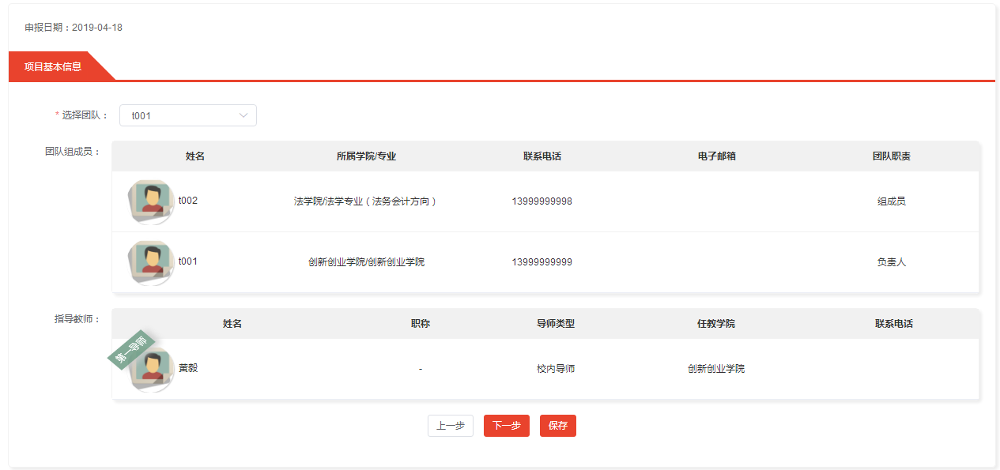 申报日期：2019-04-18
项目基本信息
* 选择团队： t001
团队组成员：
姓名 所属学院/专业 联系电话 电子邮箱 团队职责
t002 法学院/法学专业（法务会计方向） 13999999998 组成员
t001 创新创业学院/创新创业学院 13999999999 负责人
指导教师：
姓名 职称 导师类型 任教学院 联系电话
第一导师
黄毅 - 校内导师 创新创业学院
上一步 下一步 保存